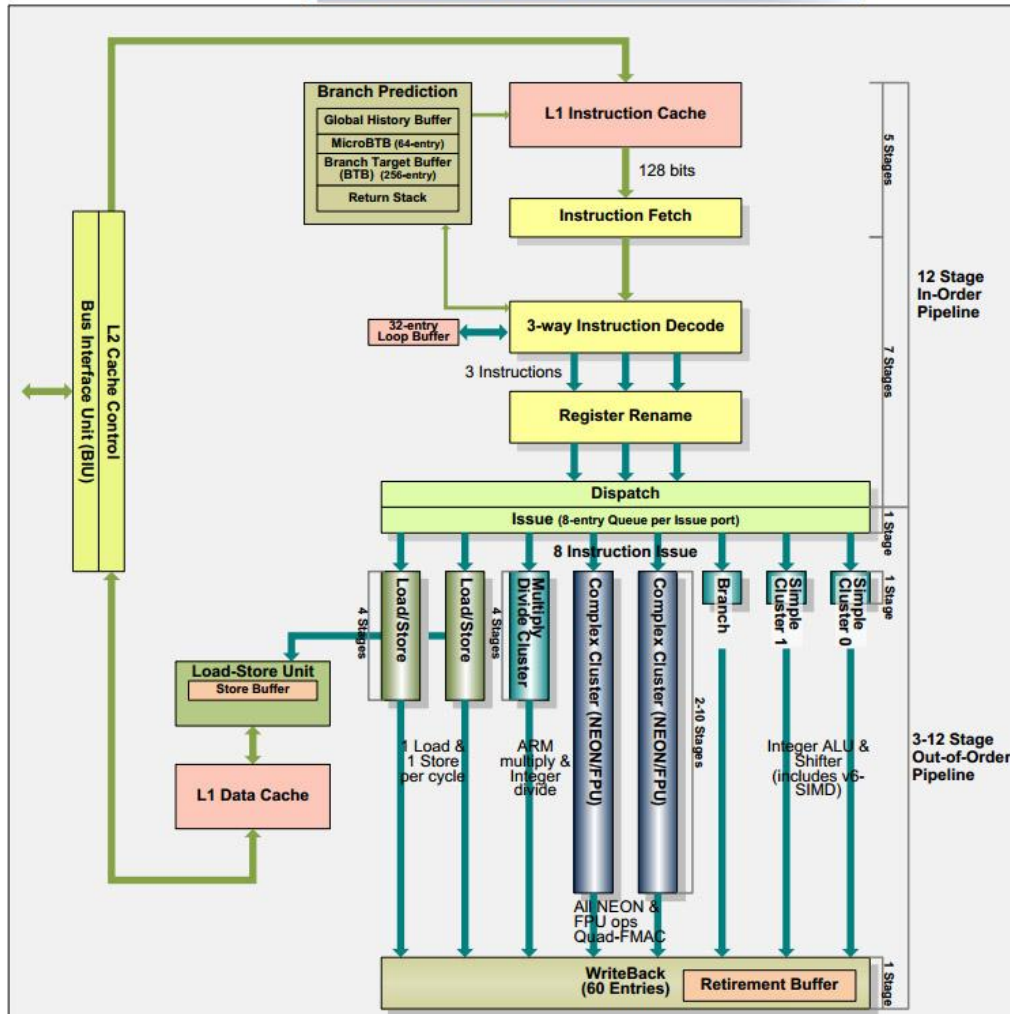 Branch Prediction
Global History Buffer
MicroBTB (64-entry)
Branch Target Buffer
(BTB) (256-entry)
Return Stack
L1 Instruction Cache
128 bits
Instruction Fetch
5 Stages
12 Stage
In-Order
Pipeline
32-entry
Loop Buffer
3-way Instruction Decode
3 Instructions
Register Rename
7 Stages
L2 Cache Control
Bus Interface Unit (BIU)
Dispatch
Issue (8-entry Queue per Issue port)
1 Stage
8 Instruction Issue
4 Stages
Load/Store
Load/Store
4 Stages
Multiply
Divide Cluster
Complex Cluster (NEON/FPU)
Complex Cluster (NEON/FPU)
2-10 Stages
Branch
Simple
Cluster 1
Simple
Cluster 0
1 Stage
Load-Store Unit
Store Buffer
L1 Data Cache
1 Load &
1 Store
per cycle
ARM
multiply &
Integer
divide
Integer ALU &
Shifter
(includes v6-
SIMD)
3-12 Stage
Out-of-Order
Pipeline
All NEON &
FPU ops
Quad-FMAC
WriteBack
(60 Entries)
Retirement Buffer
1 Stage